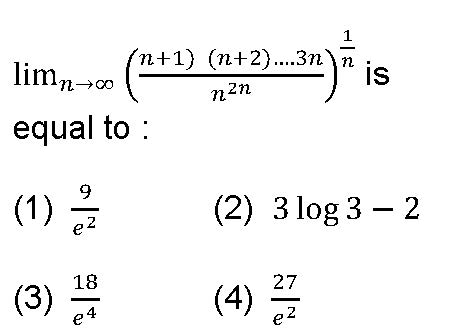 lim_{n→∞} ((n+1) (n+2)....3n / n^{2n})^{1/n} is
equal to :
(1) 9/e^2 (2) 3 log 3 − 2
(3) 18/e^4 (4) 27/e^2